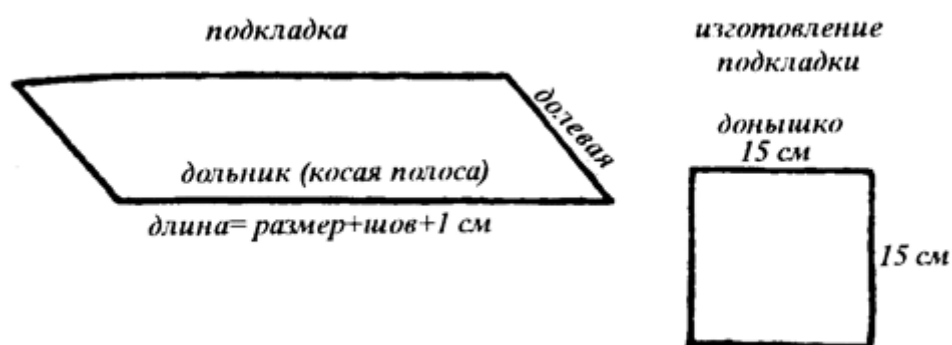 подкладка
долевая
дольник (косая полоса)
длина= размер+шов+1 см
изготовление
подкладки
донышко
15 см
15 см